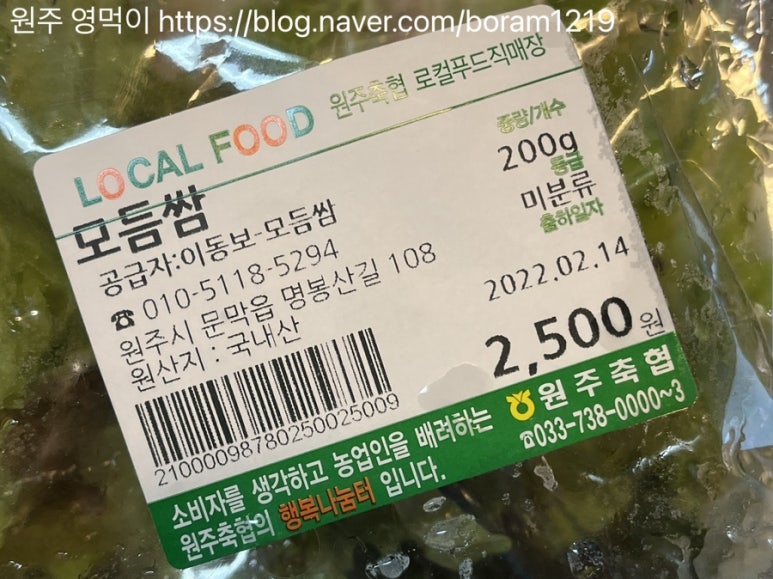 원주 영먹이 https://blog.naver.com/boram1219
LOCAL FOOD 원주축협 로컬푸드직매장
모듬쌈
공급자:이동보-모듬쌈
☎ 010-5118-5294
원주시 문막읍 명봉산길 108
원산지 : 국내산
중량/개수
200g
등급
미분류
출하일자
2022.02.14
2,500원
21000098780250025009
소비자를 생각하고 농업인을 배려하는
원주축협의 행복나눔터 입니다.
원주축협
☎033-738-0000~3